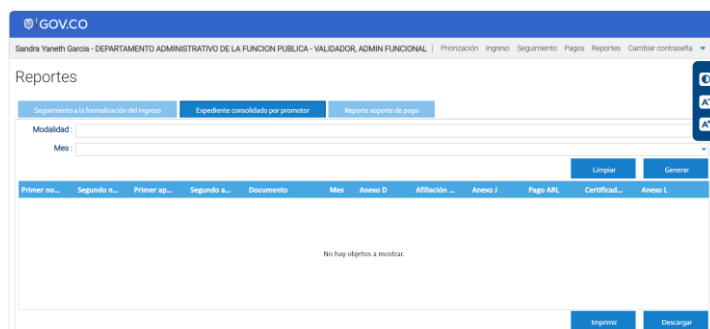 GOV.CO
Sandra Yaneth Garcia - DEPARTAMENTO ADMINISTRATIVO DE LA FUNCION PUBLICA - VALIDADOR, ADMIN FUNCIONAL | Priorización Ingreso Seguimiento Pagos Reportes Cambiar contraseña
Reportes
Seguimiento a la formalización del ingreso Expediente consolidado por promotor Reporte soporte de pago
Modalidad :
Mes :
Limpiar Generar
Primer no... Segundo n... Primer ap... Segundo a... Documento Mes Anexo D Afiliación ... Anexo J Pago ARL Certificad... Anexo L
No hay objetos a mostrar.
Imprimir Descargar